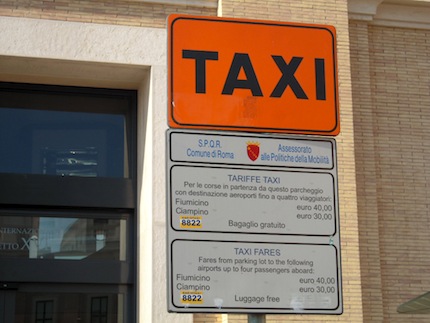 TAXI
S.P.Q.R.
Comune di Roma
Assessorato
alle Politiche della Mobilità
TARIFFE TAXI
Per le corse in partenza da questo parcheggio
con destinazione aeroporti fino a quattro viaggiatori:
Fiumicino euro 40,00
Ciampino euro 30,00
8822 Bagaglio gratuito
TAXI FARES
Fares from parking lot to the following
airports up to four passengers aboard:
Fiumicino euro 40,00
Ciampino euro 30,00
8822 Luggage free